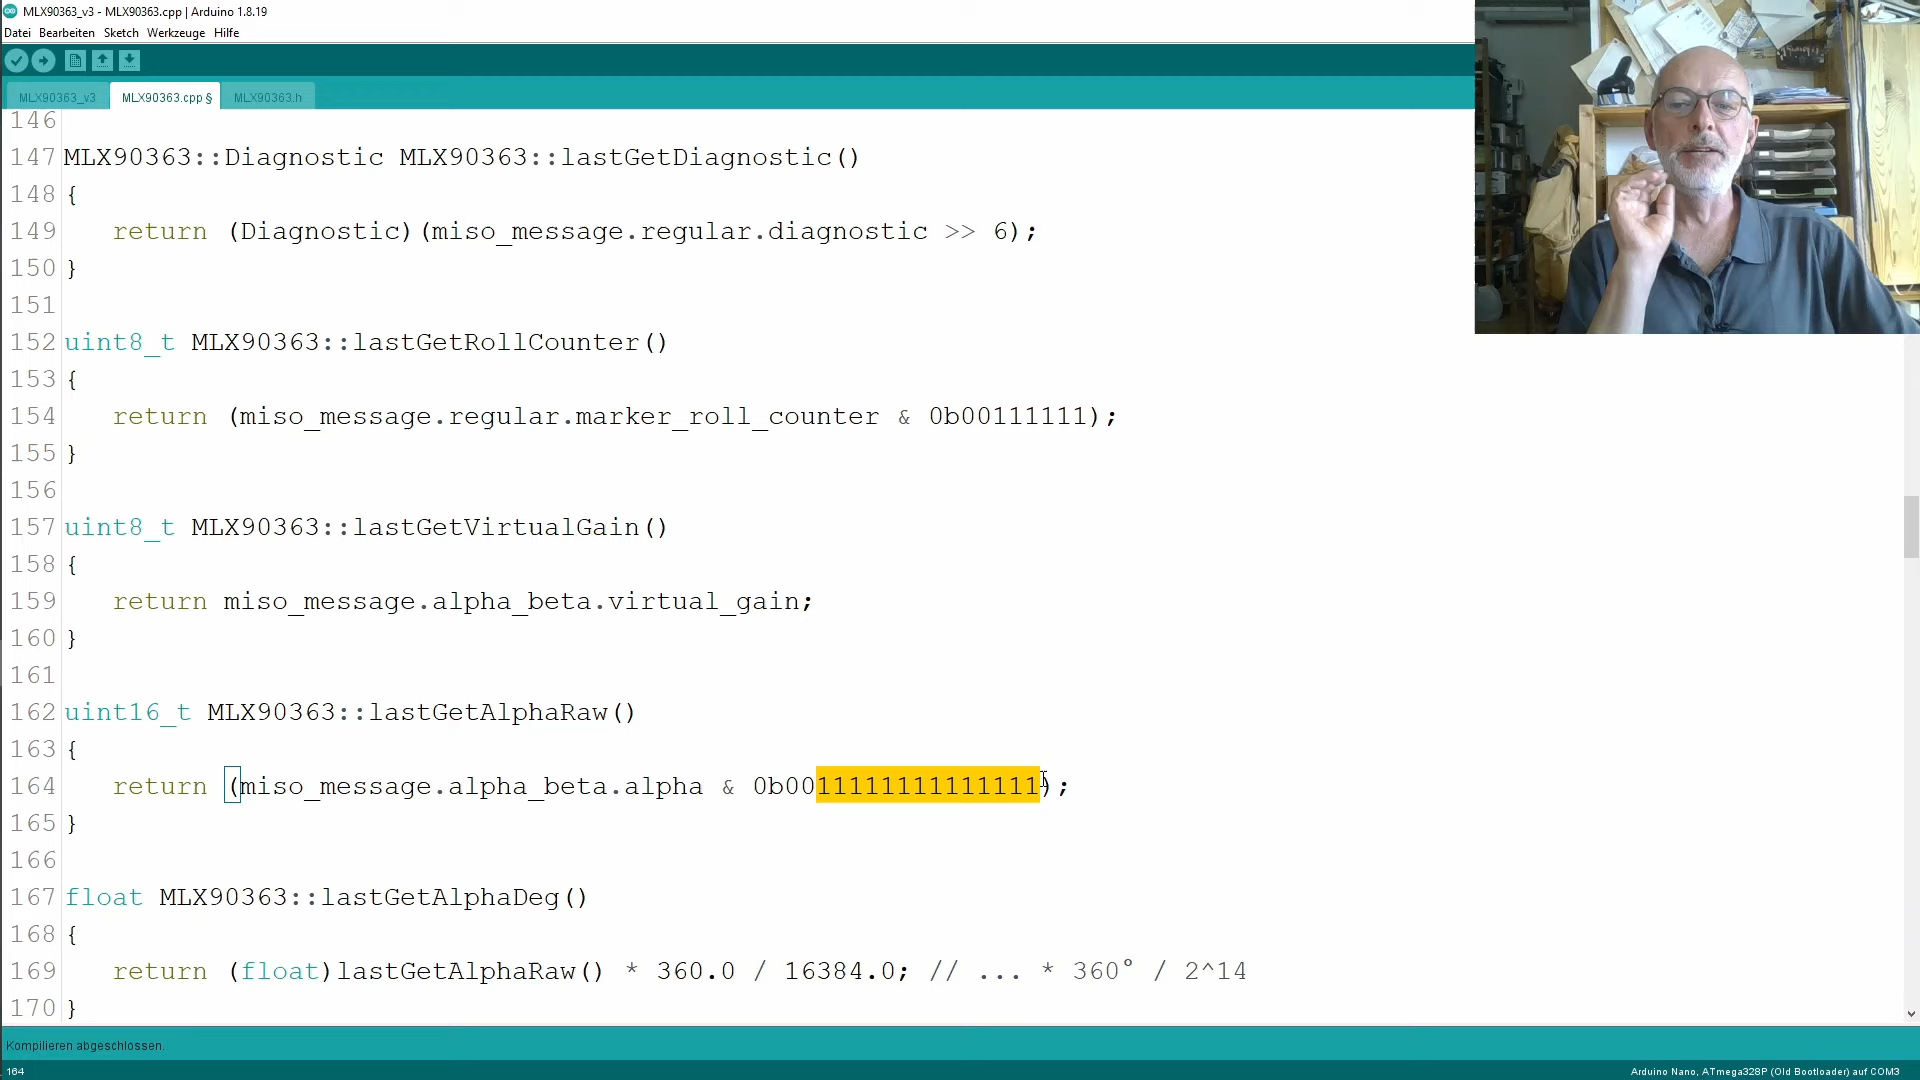 MLX90363_v3 - MLX90363.cpp | Arduino 1.8.19
Datei Bearbeiten Sketch Werkzeuge Hilfe
MLX90363_v3 MLX90363.cpp § MLX90363.h
146
147 MLX90363::Diagnostic MLX90363::lastGetDiagnostic()
148 {
149 return (Diagnostic)(miso_message.regular.diagnostic >> 6);
150 }
151
152 uint8_t MLX90363::lastGetRollCounter()
153 {
154 return (miso_message.regular.marker_roll_counter & 0b00111111);
155 }
156
157 uint8_t MLX90363::lastGetVirtualGain()
158 {
159 return miso_message.alpha_beta.virtual_gain;
160 }
161
162 uint16_t MLX90363::lastGetAlphaRaw()
163 {
164 return (miso_message.alpha_beta.alpha & 0b0011111111111111);
165 }
166
167 float MLX90363::lastGetAlphaDeg()
168 {
169 return (float)lastGetAlphaRaw() * 360.0 / 16384.0; // ... * 360° / 2^14
170 }
Kompilieren abgeschlossen.
164 Arduino Nano, ATmega328P (Old Bootloader) auf COM3